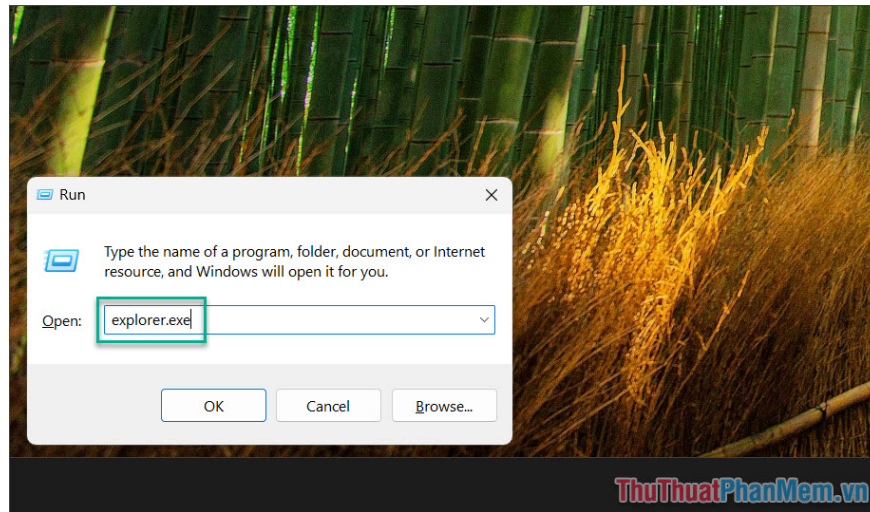 Run
Type the name of a program, folder, document, or Internet
resource, and Windows will open it for you.
Open:
explorer.exe
OK
Cancel
Browse...
ThuThuatPhanMem.vn